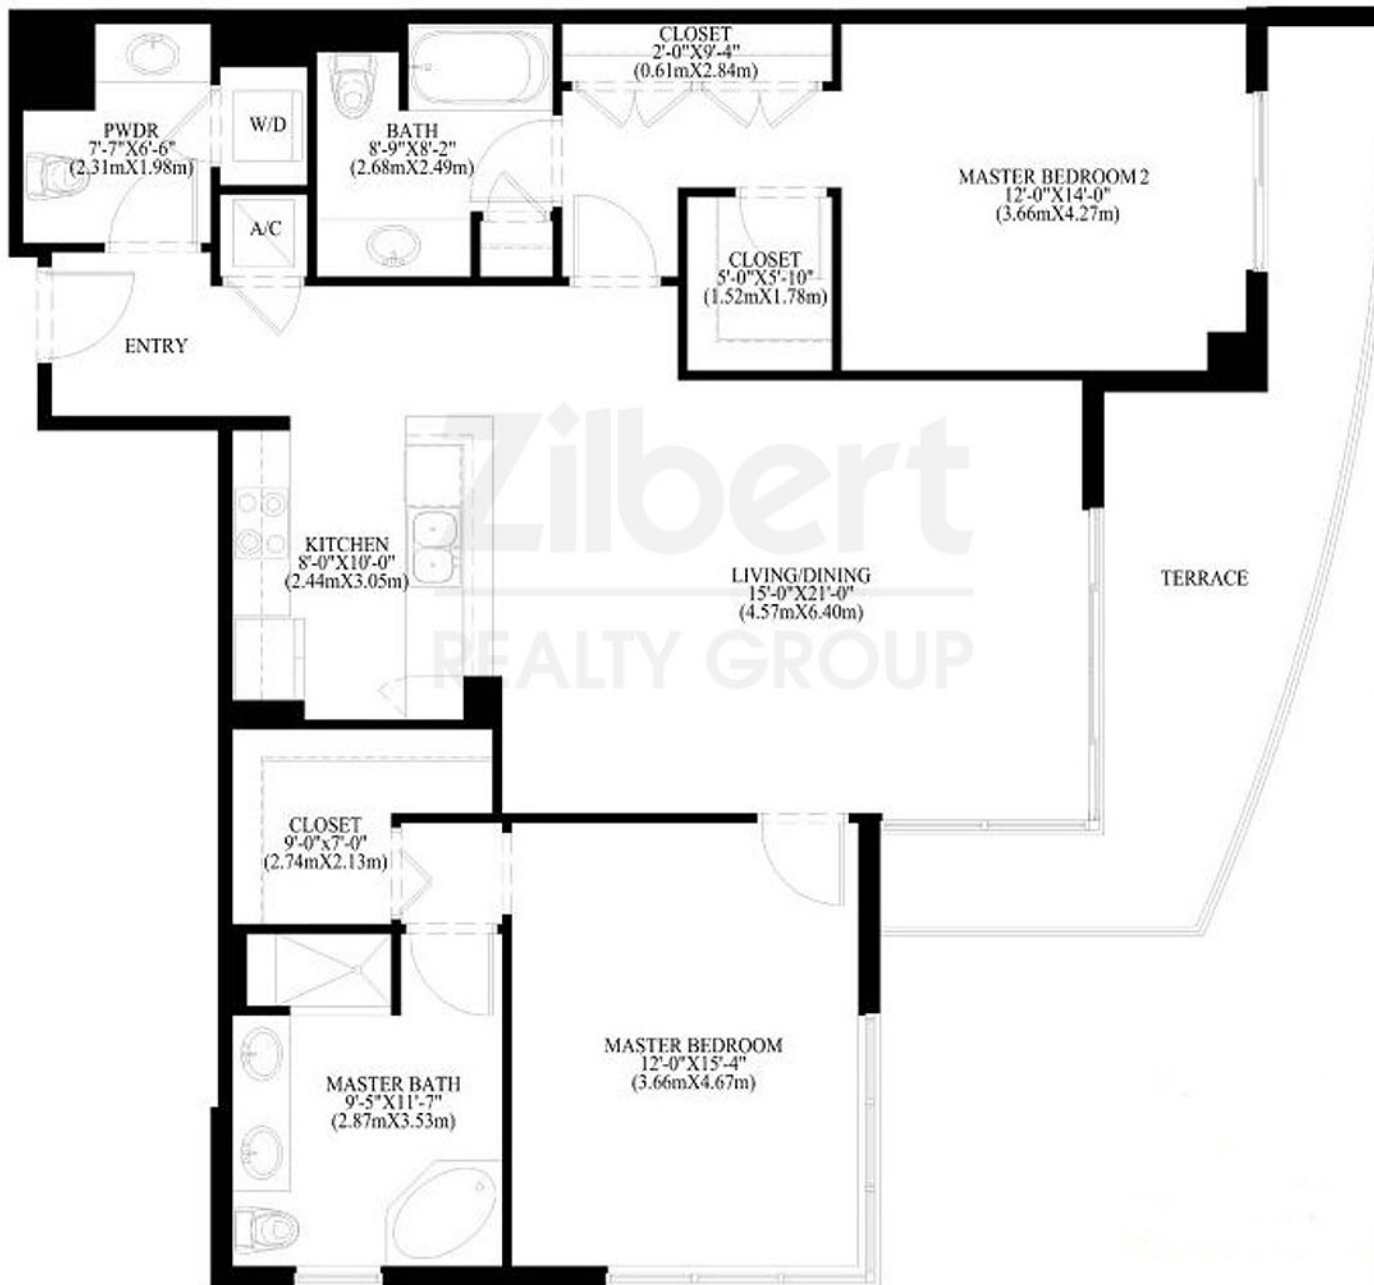 CLOSET
2'-0"X9'-4"
(0.61mX2.84m)
PWDR
7'-7"X6'-6"
(2.31mX1.98m)
W/D
BATH
8'-9"X8'-2"
(2.68mX2.49m)
MASTER BEDROOM 2
12'-0"X14'-0"
(3.66mX4.27m)
A/C
CLOSET
5'-0"X5'-10"
(1.52mX1.78m)
ENTRY
Zilbert
REALTY GROUP
KITCHEN
8'-0"X10'-0"
(2.44mX3.05m)
LIVING/DINING
15'-0"X21'-0"
(4.57mX6.40m)
TERRACE
CLOSET
9'-0"x7'-0"
(2.74mX2.13m)
MASTER BEDROOM
12'-0"X15'-4"
(3.66mX4.67m)
MASTER BATH
9'-5"X11'-7"
(2.87mX3.53m)